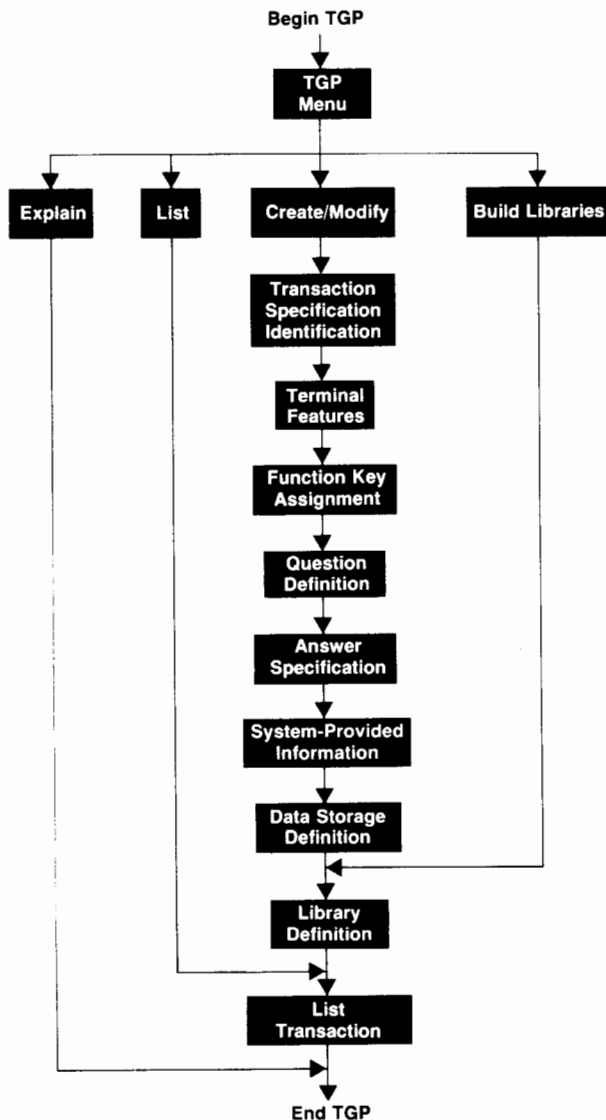 Begin TGP
TGP
Menu
Explain
List
Create/Modify
Build Libraries
Transaction
Specification
Identification
Terminal
Features
Function Key
Assignment
Question
Definition
Answer
Specification
System-Provided
Information
Data Storage
Definition
Library
Definition
List
Transaction
End TGP